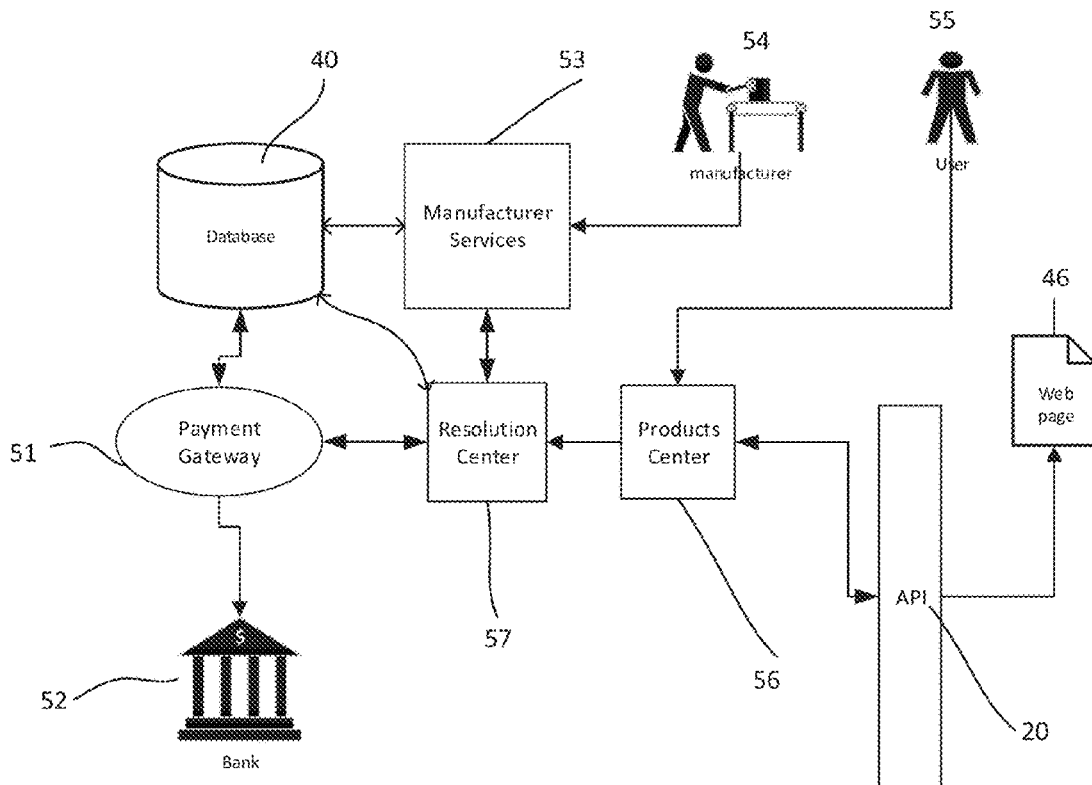 40
53
54
55
manufacturer
User
Database
Manufacturer
Services
46
Web
page
51
Payment
Gateway
Resolution
Center
Products
Center
API
57
56
20
52
$
Bank